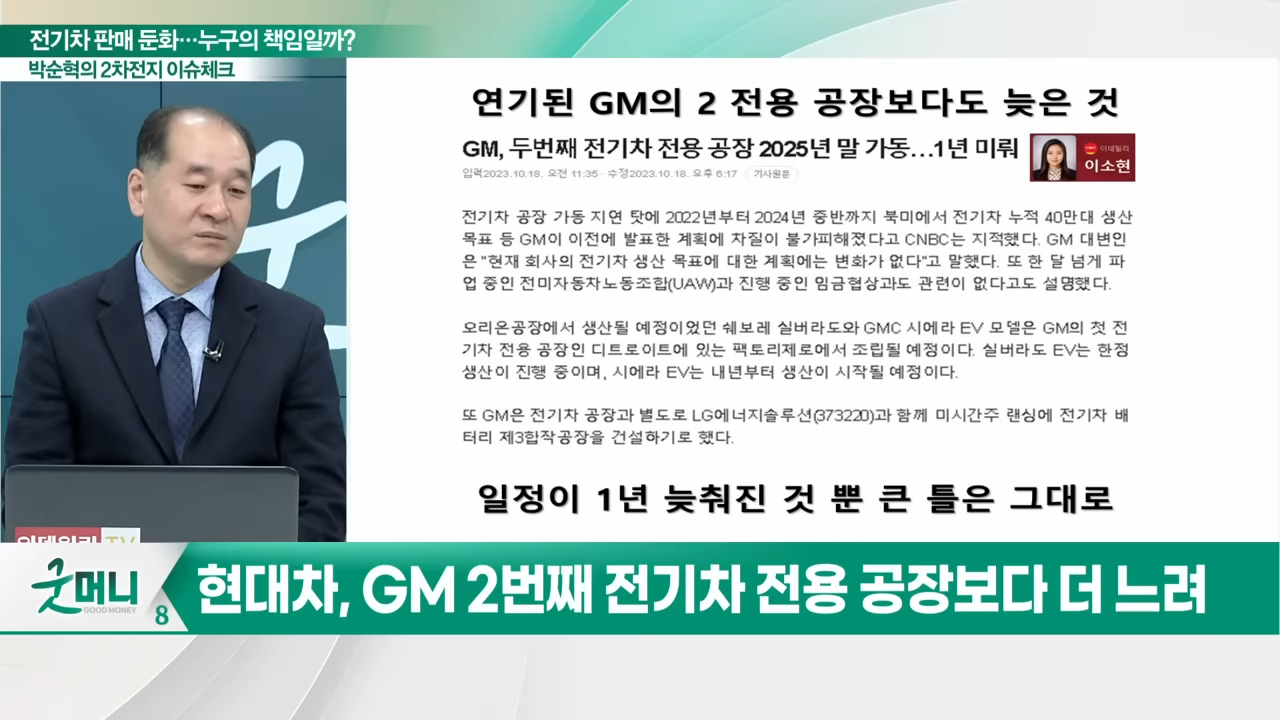 전기차 판매 둔화…누구의 책임일까?
박순혁의 2차전지 이슈체크
연기된 GM의 2 전용 공장보다도 늦은 것
GM, 두번째 전기차 전용 공장 2025년 말 가동…1년 미뤄
이데일리
이소현
입력2023.10.18. 오전 11:35 · 수정2023.10.18. 오후 6:17 기사원문
전기차 공장 가동 지연 탓에 2022년부터 2024년 중반까지 북미에서 전기차 누적 40만대 생산
목표 등 GM이 이전에 발표한 계획에 차질이 불가피해졌다고 CNBC는 지적했다. GM 대변인
은 "현재 회사의 전기차 생산 목표에 대한 계획에는 변화가 없다"고 말했다. 또 한 달 넘게 파
업 중인 전미자동차노동조합(UAW)과 진행 중인 임금협상과도 관련이 없다고도 설명했다.
오리온공장에서 생산될 예정이었던 쉐보레 실버라도와 GMC 시에라 EV 모델은 GM의 첫 전
기차 전용 공장인 디트로이트에 있는 팩토리제로에서 조립될 예정이다. 실버라도 EV는 한정
생산이 진행 중이며, 시에라 EV는 내년부터 생산이 시작될 예정이다.
또 GM은 전기차 공장과 별도로 LG에너지솔루션(373220)과 함께 미시간주 랜싱에 전기차 배
터리 제3합작공장을 건설하기로 했다.
일정이 1년 늦춰진 것 뿐 큰 틀은 그대로
이데일리 TV
굿머니
GOOD MONEY
8
현대차, GM 2번째 전기차 전용 공장보다 더 느려